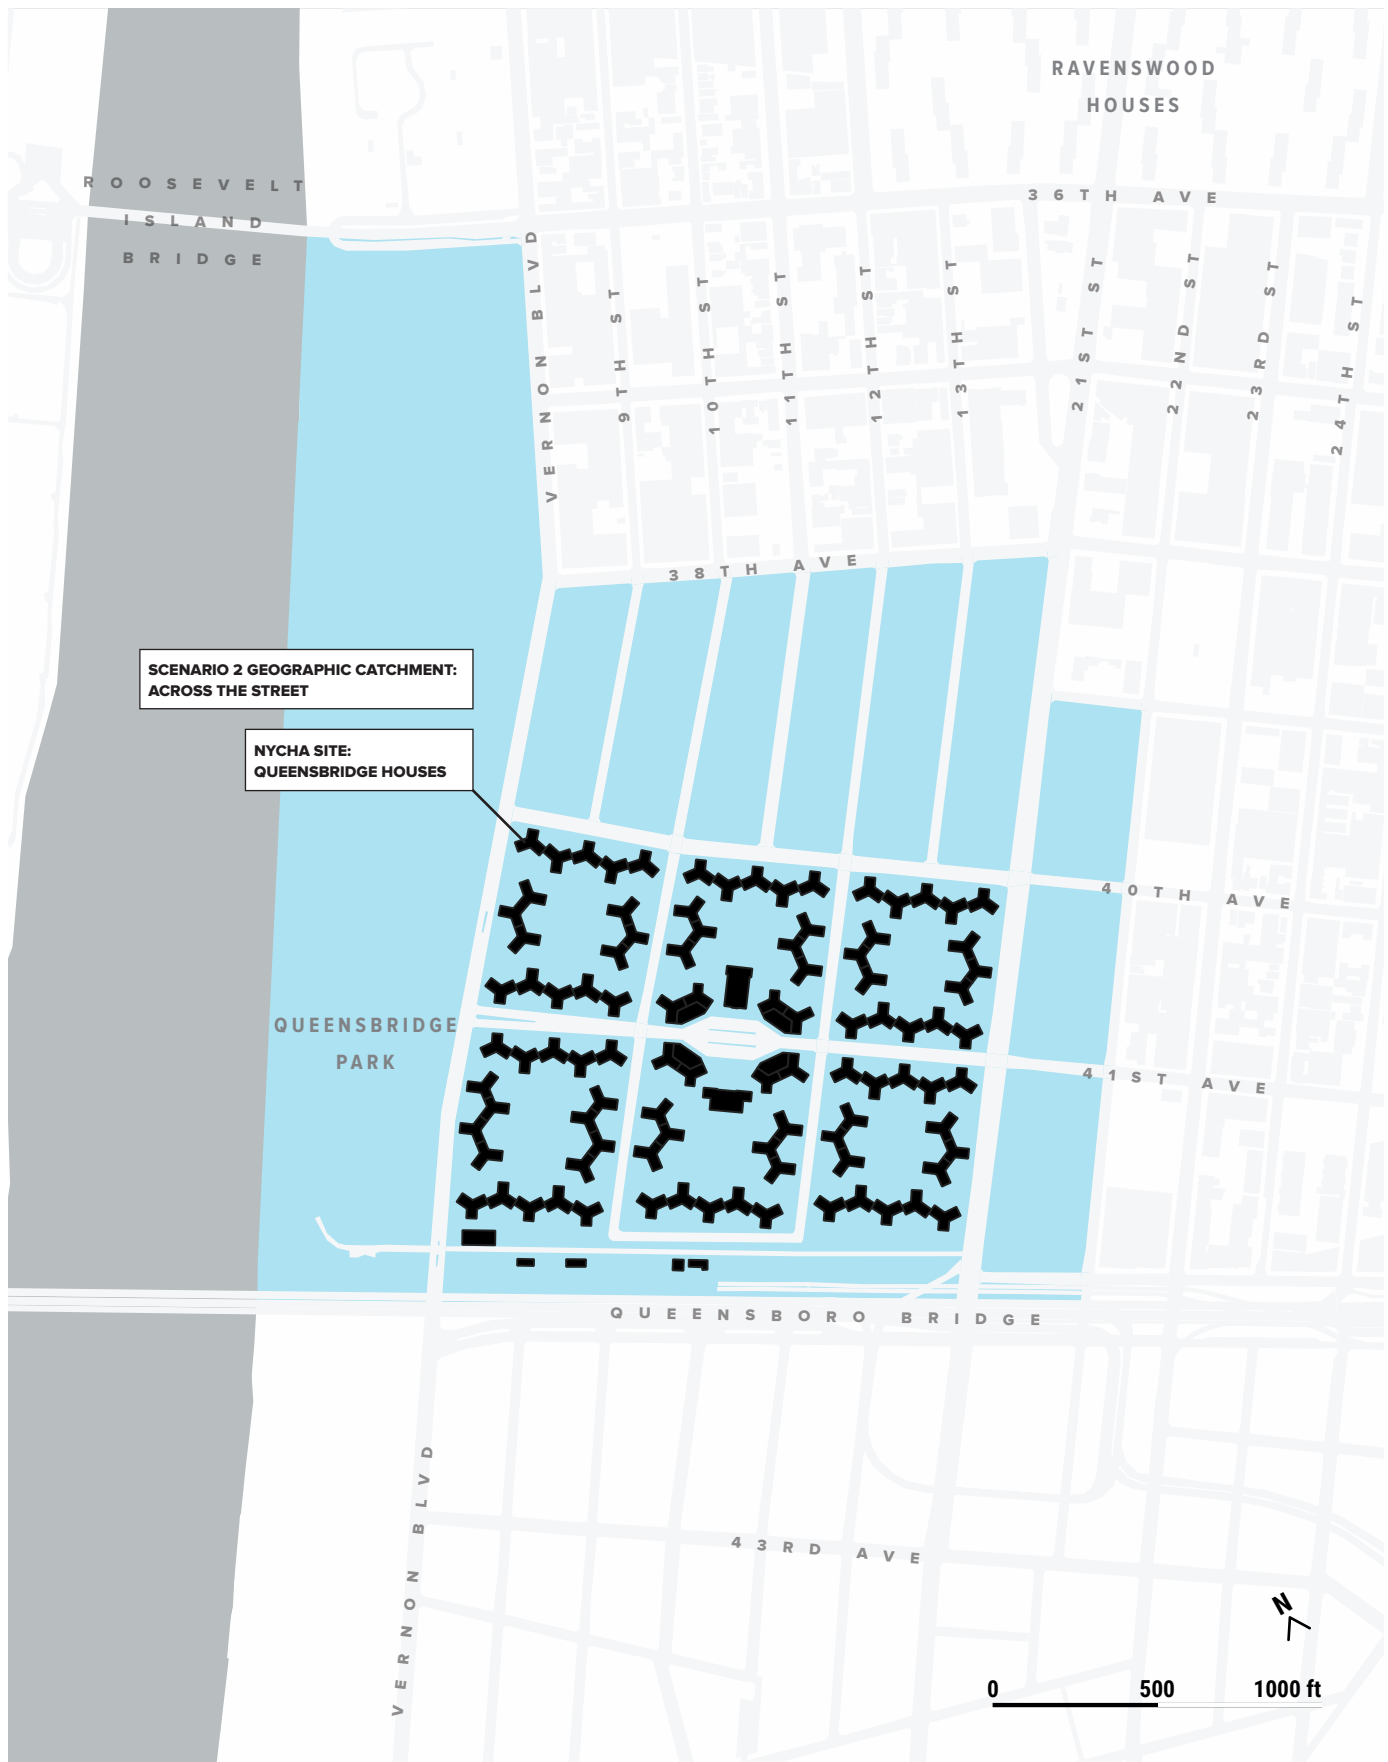 RAVENSWOOD
HOUSES
36TH AVE
ROOSEVELT
ISLAND
BRIDGE
VERNON BLVD
9TH ST
10TH ST
11TH ST
12TH ST
13TH ST
21ST ST
22ND ST
23RD ST
24TH ST
VERNON
38TH AVE
SCENARIO 2 GEOGRAPHIC CATCHMENT:
ACROSS THE STREET
NYCHA SITE:
QUEENSBRIDGE HOUSES
40TH AVE
QUEENSBRIDGE
PARK
41ST AVE
QUEENSBORO BRIDGE
VERNON BLVD
43RD AVE
N
0 500 1000 ft